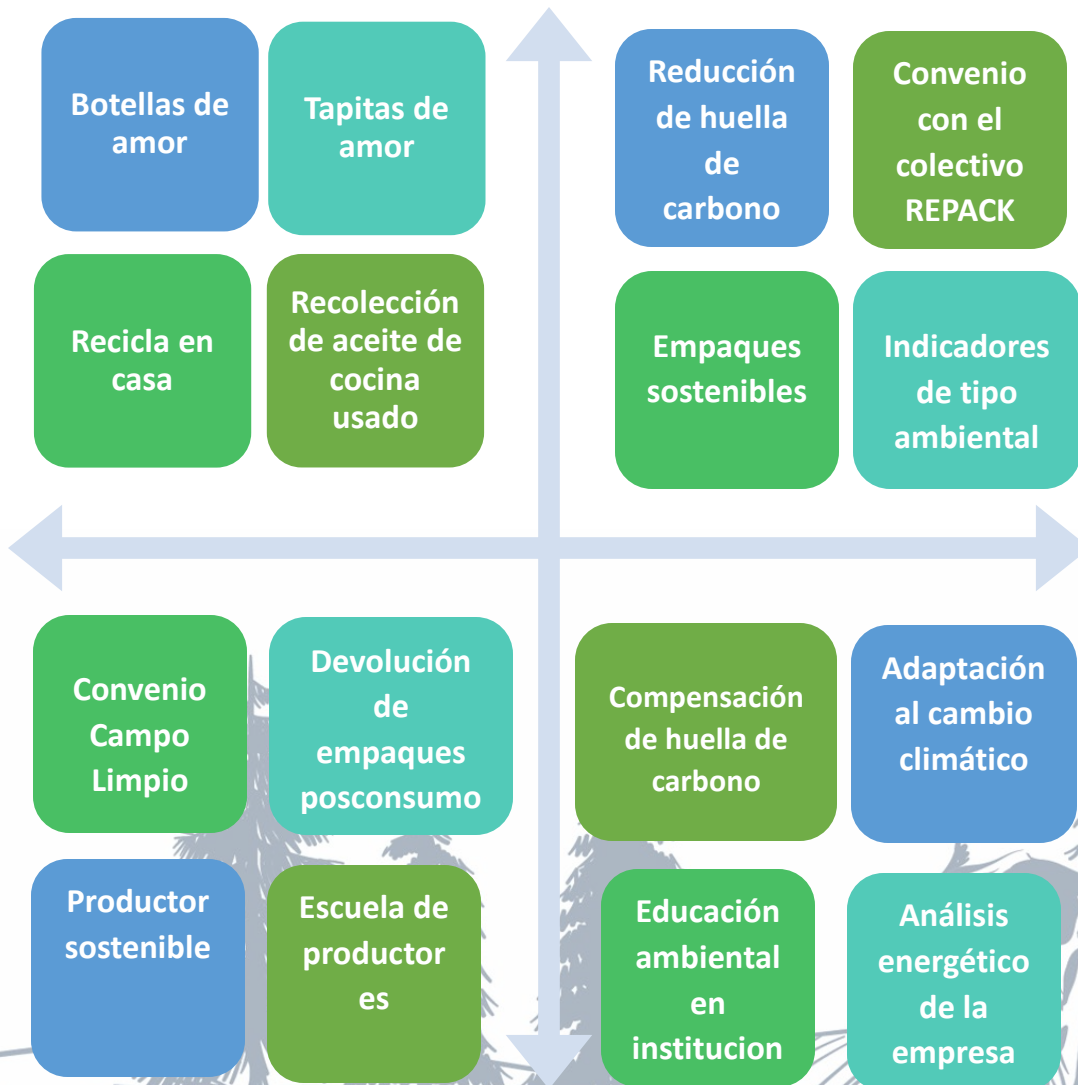 Botellas de
amor
Tapitas de
amor
Recicla en
casa
Recolección
de aceite de
cocina
usado
Reducción
de huella
de
carbono
Convenio
con el
colectivo
REPACK
Empaques
sostenibles
Indicadores
de tipo
ambiental
Convenio
Campo
Limpio
Devolución
de
empaques
posconsumo
Productor
sostenible
Escuela de
productor
es
Compensación
de huella de
carbono
Adaptación
al cambio
climático
Educación
ambiental
en
institucion
Análisis
energético
de la
empresa